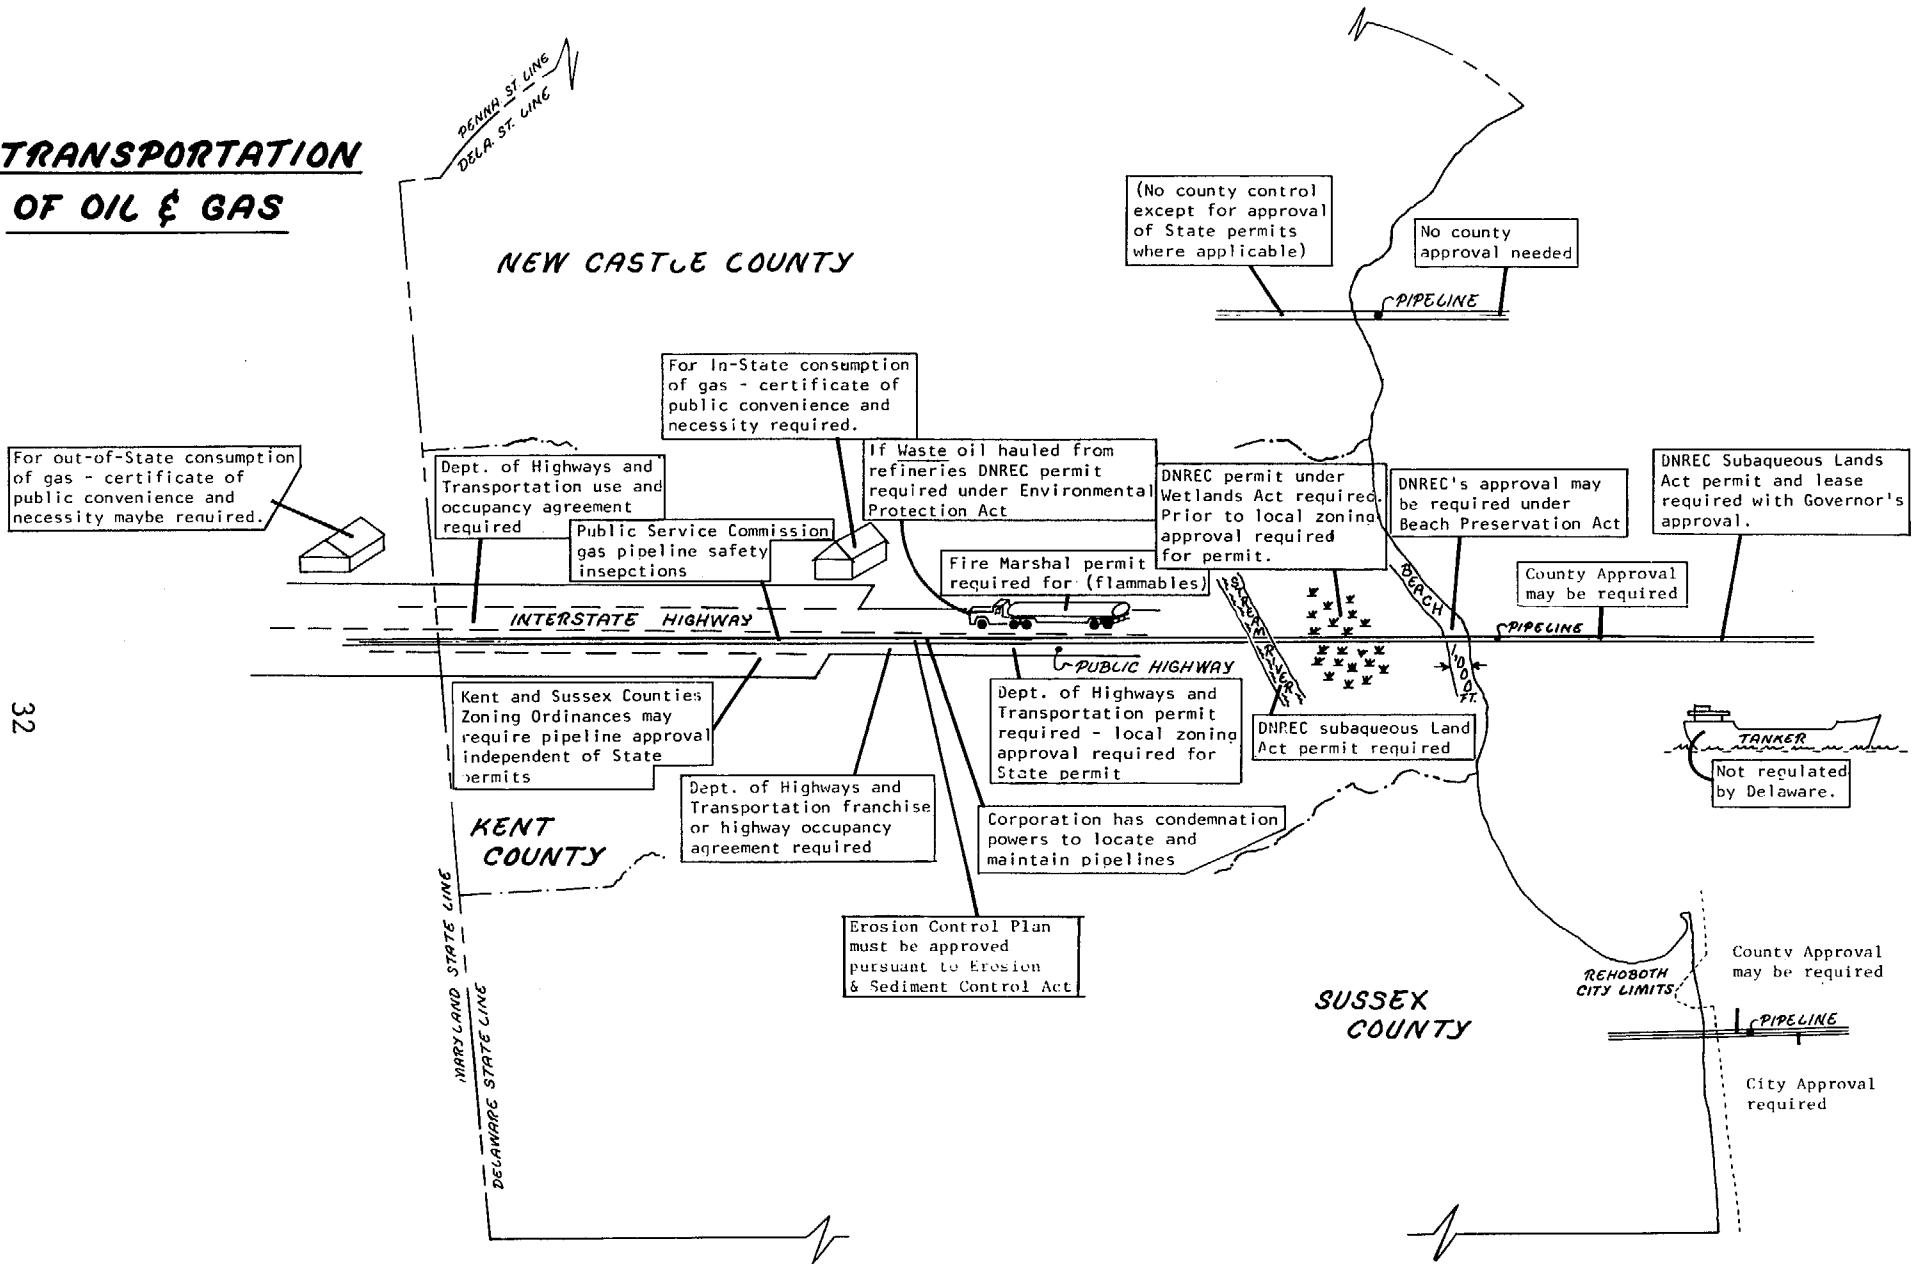 TRANSPORTATION
OF OIL & GAS
PENNA. ST. LINE
DELA. ST. LINE
NEW CASTLE COUNTY
(No county control
except for approval
of State permits
where applicable)
No county
approval needed
PIPELINE
For In-State consumption
of gas - certificate of
public convenience and
necessity required.
For out-of-State consumption
of gas - certificate of
public convenience and
necessity maybe required.
Dept. of Highways and
Transportation use and
occupancy agreement
required
Public Service Commission
gas pipeline safety
insepctions
If Waste oil hauled from
refineries DNREC permit
required under Environmental
Protection Act
Fire Marshal permit
required for (flammables)
DNREC permit under
Wetlands Act required.
Prior to local zoning
approval required
for permit.
DNREC's approval may
be required under
Beach Preservation Act
DNREC Subaqueous Lands
Act permit and lease
required with Governor's
approval.
County Approval
may be required
INTERSTATE HIGHWAY
STREAM RIVER
BEACH
PIPELINE
PUBLIC HIGHWAY
1,000
FT.
Kent and Sussex Counties
Zoning Ordinances may
require pipeline approval
independent of State
permits
Dept. of Highways and
Transportation permit
required - local zoning
approval required for
State permit
DNREC subaqueous Land
Act permit required
TANKER
Not regulated
by Delaware.
Dept. of Highways and
Transportation franchise
or highway occupancy
agreement required
Corporation has condemnation
powers to locate and
maintain pipelines
KENT
COUNTY
Erosion Control Plan
must be approved
pursuant to Erosion
& Sediment Control Act
MARYLAND STATE LINE
DELAWARE STATE LINE
SUSSEX
COUNTY
REHOBOTH
CITY LIMITS
County Approval
may be required
PIPELINE
City Approval
required
32